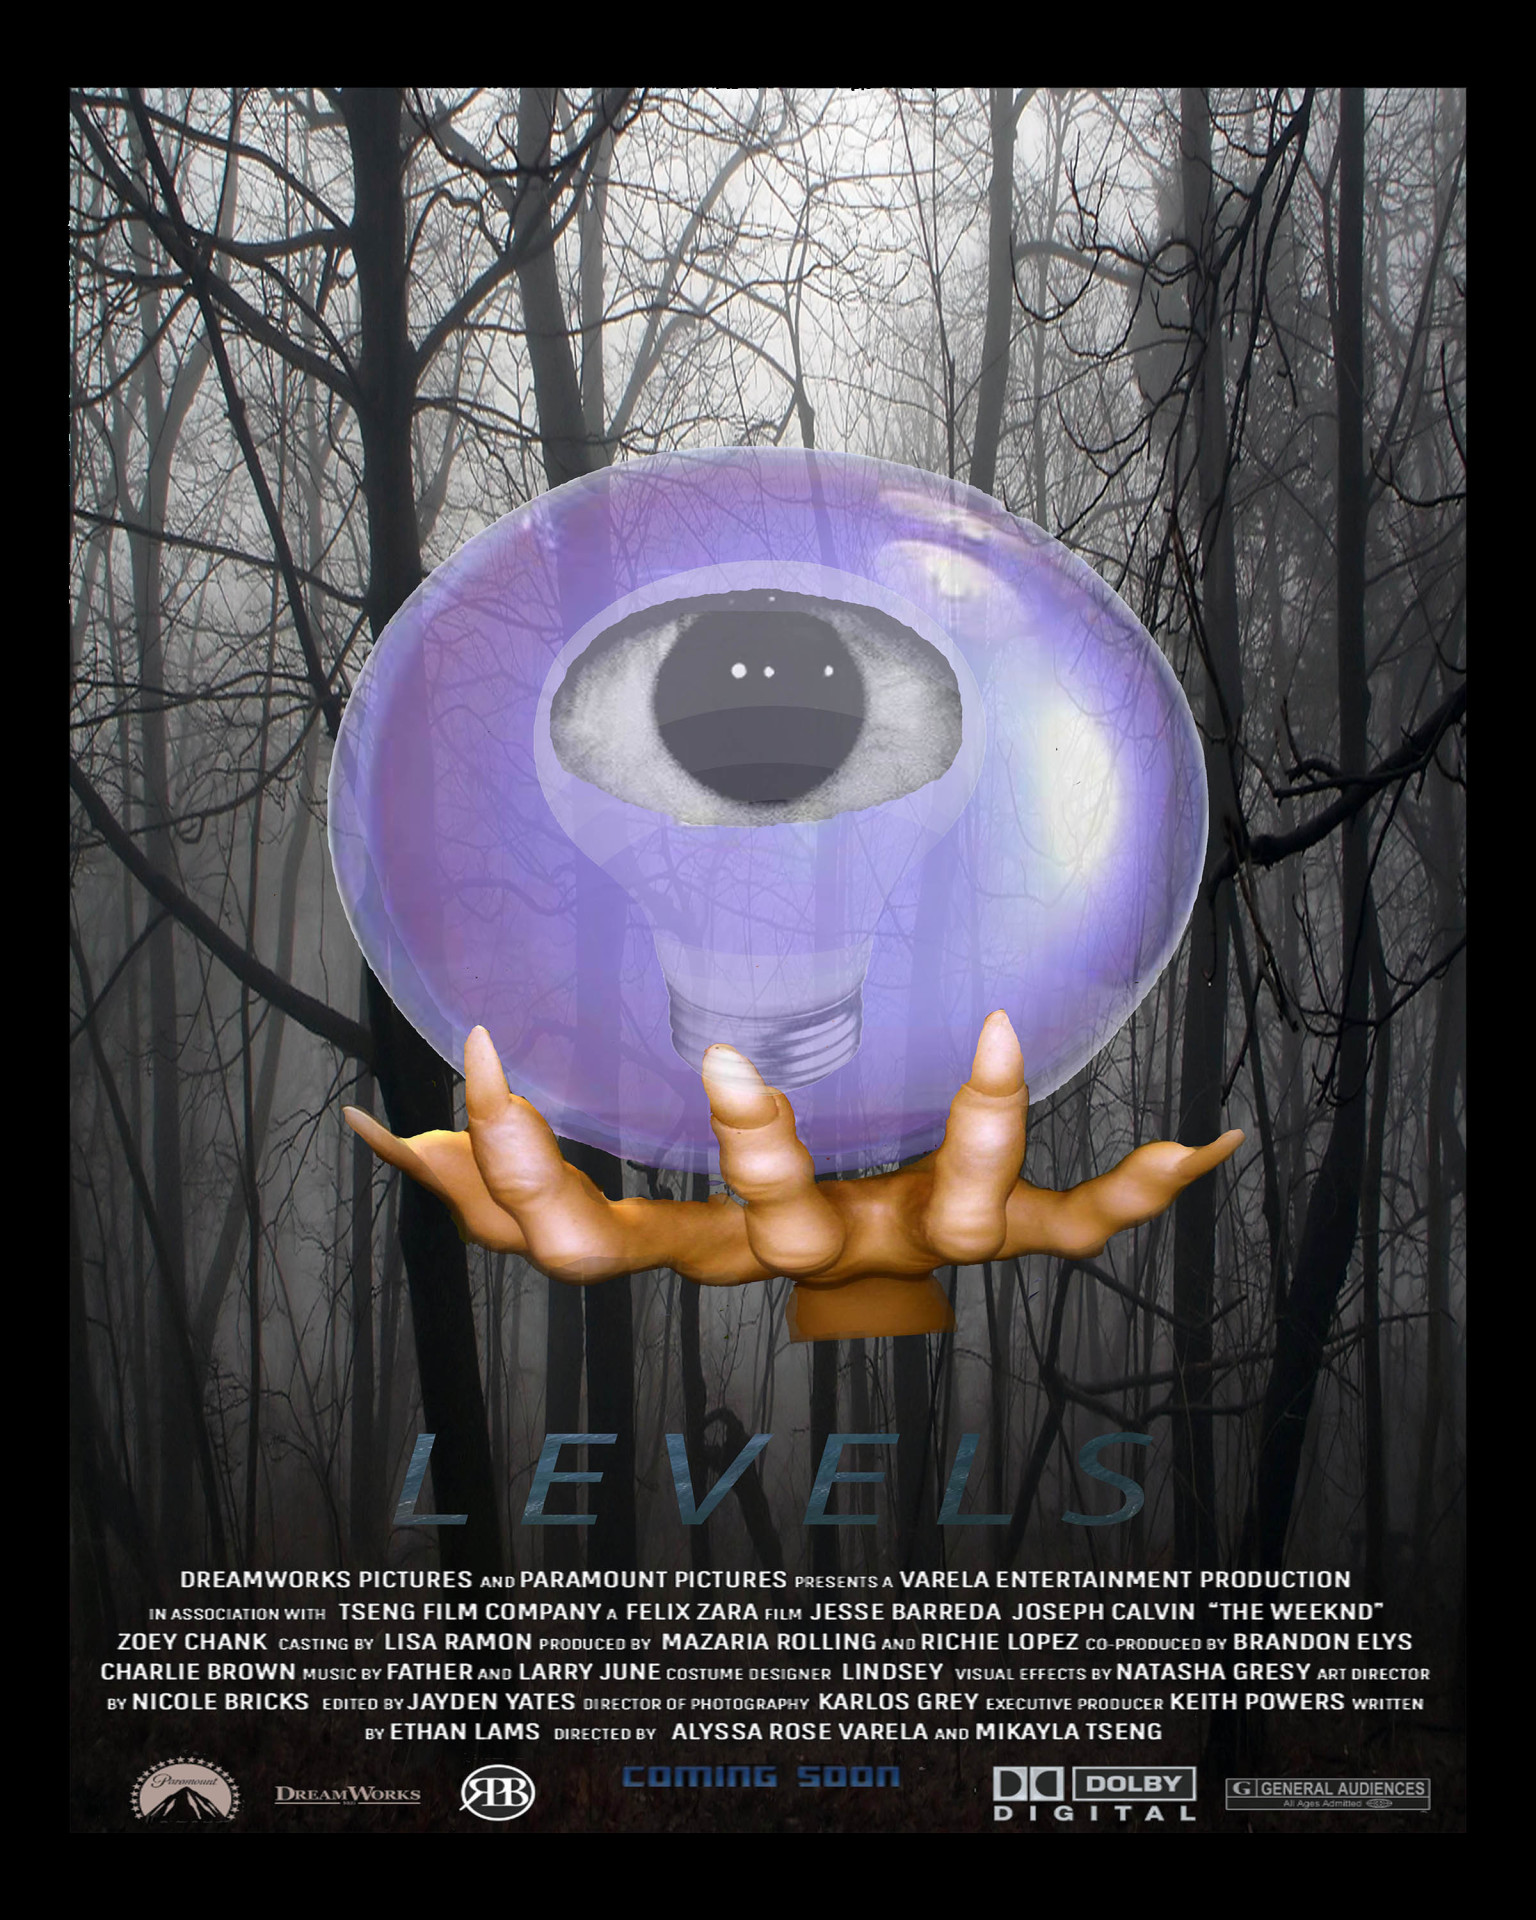 LEVELS
DREAMWORKS PICTURES AND PARAMOUNT PICTURES PRESENTS A VARELA ENTERTAINMENT PRODUCTION
IN ASSOCIATION WITH TSENG FILM COMPANY A FELIX ZARA FILM JESSE BARREDA JOSEPH CALVIN “THE WEEKND”
ZOEY CHANK CASTING BY LISA RAMON PRODUCED BY MAZARIA ROLLING AND RICHIE LOPEZ CO-PRODUCED BY BRANDON ELYS
CHARLIE BROWN MUSIC BY FATHER AND LARRY JUNE COSTUME DESIGNER LINDSEY VISUAL EFFECTS BY NATASHA GRESY ART DIRECTOR
BY NICOLE BRICKS EDITED BY JAYDEN YATES DIRECTOR OF PHOTOGRAPHY KARLOS GREY EXECUTIVE PRODUCER KEITH POWERS WRITTEN
BY ETHAN LAMS DIRECTED BY ALYSSA ROSE VARELA AND MIKAYLA TSENG
Paramount
DREAMWORKS
RB
COMING SOON
DOLBY
DIGITAL
G GENERAL AUDIENCES
All Ages Admitted